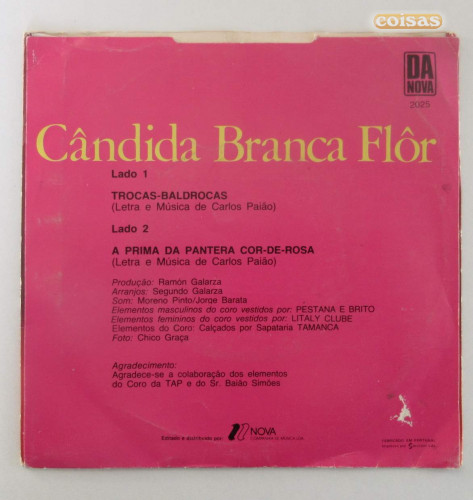 coisas
DA
NOVA
2025
Cândida Branca Flôr
Lado 1
TROCAS-BALDROCAS
(Letra e Música de Carlos Paião)
Lado 2
A PRIMA DA PANTERA COR-DE-ROSA
(Letra e Música de Carlos Paião)
Produção: Ramón Galarza
Arranjos: Segundo Galarza
Som: Moreno Pinto/Jorge Barata
Elementos masculinos do coro vestidos por: PESTANA E BRITO
Elementos femininos do coro vestidos por: LITALY CLUBE
Elementos do Coro: Calçados por Sapataria TAMANCA
Foto: Chico Graça
Agradecimento:
Agradece-se a colaboração dos elementos
do Coro da TAP e do Sr. Baião Simões
Editado e distribuído por:
NOVA